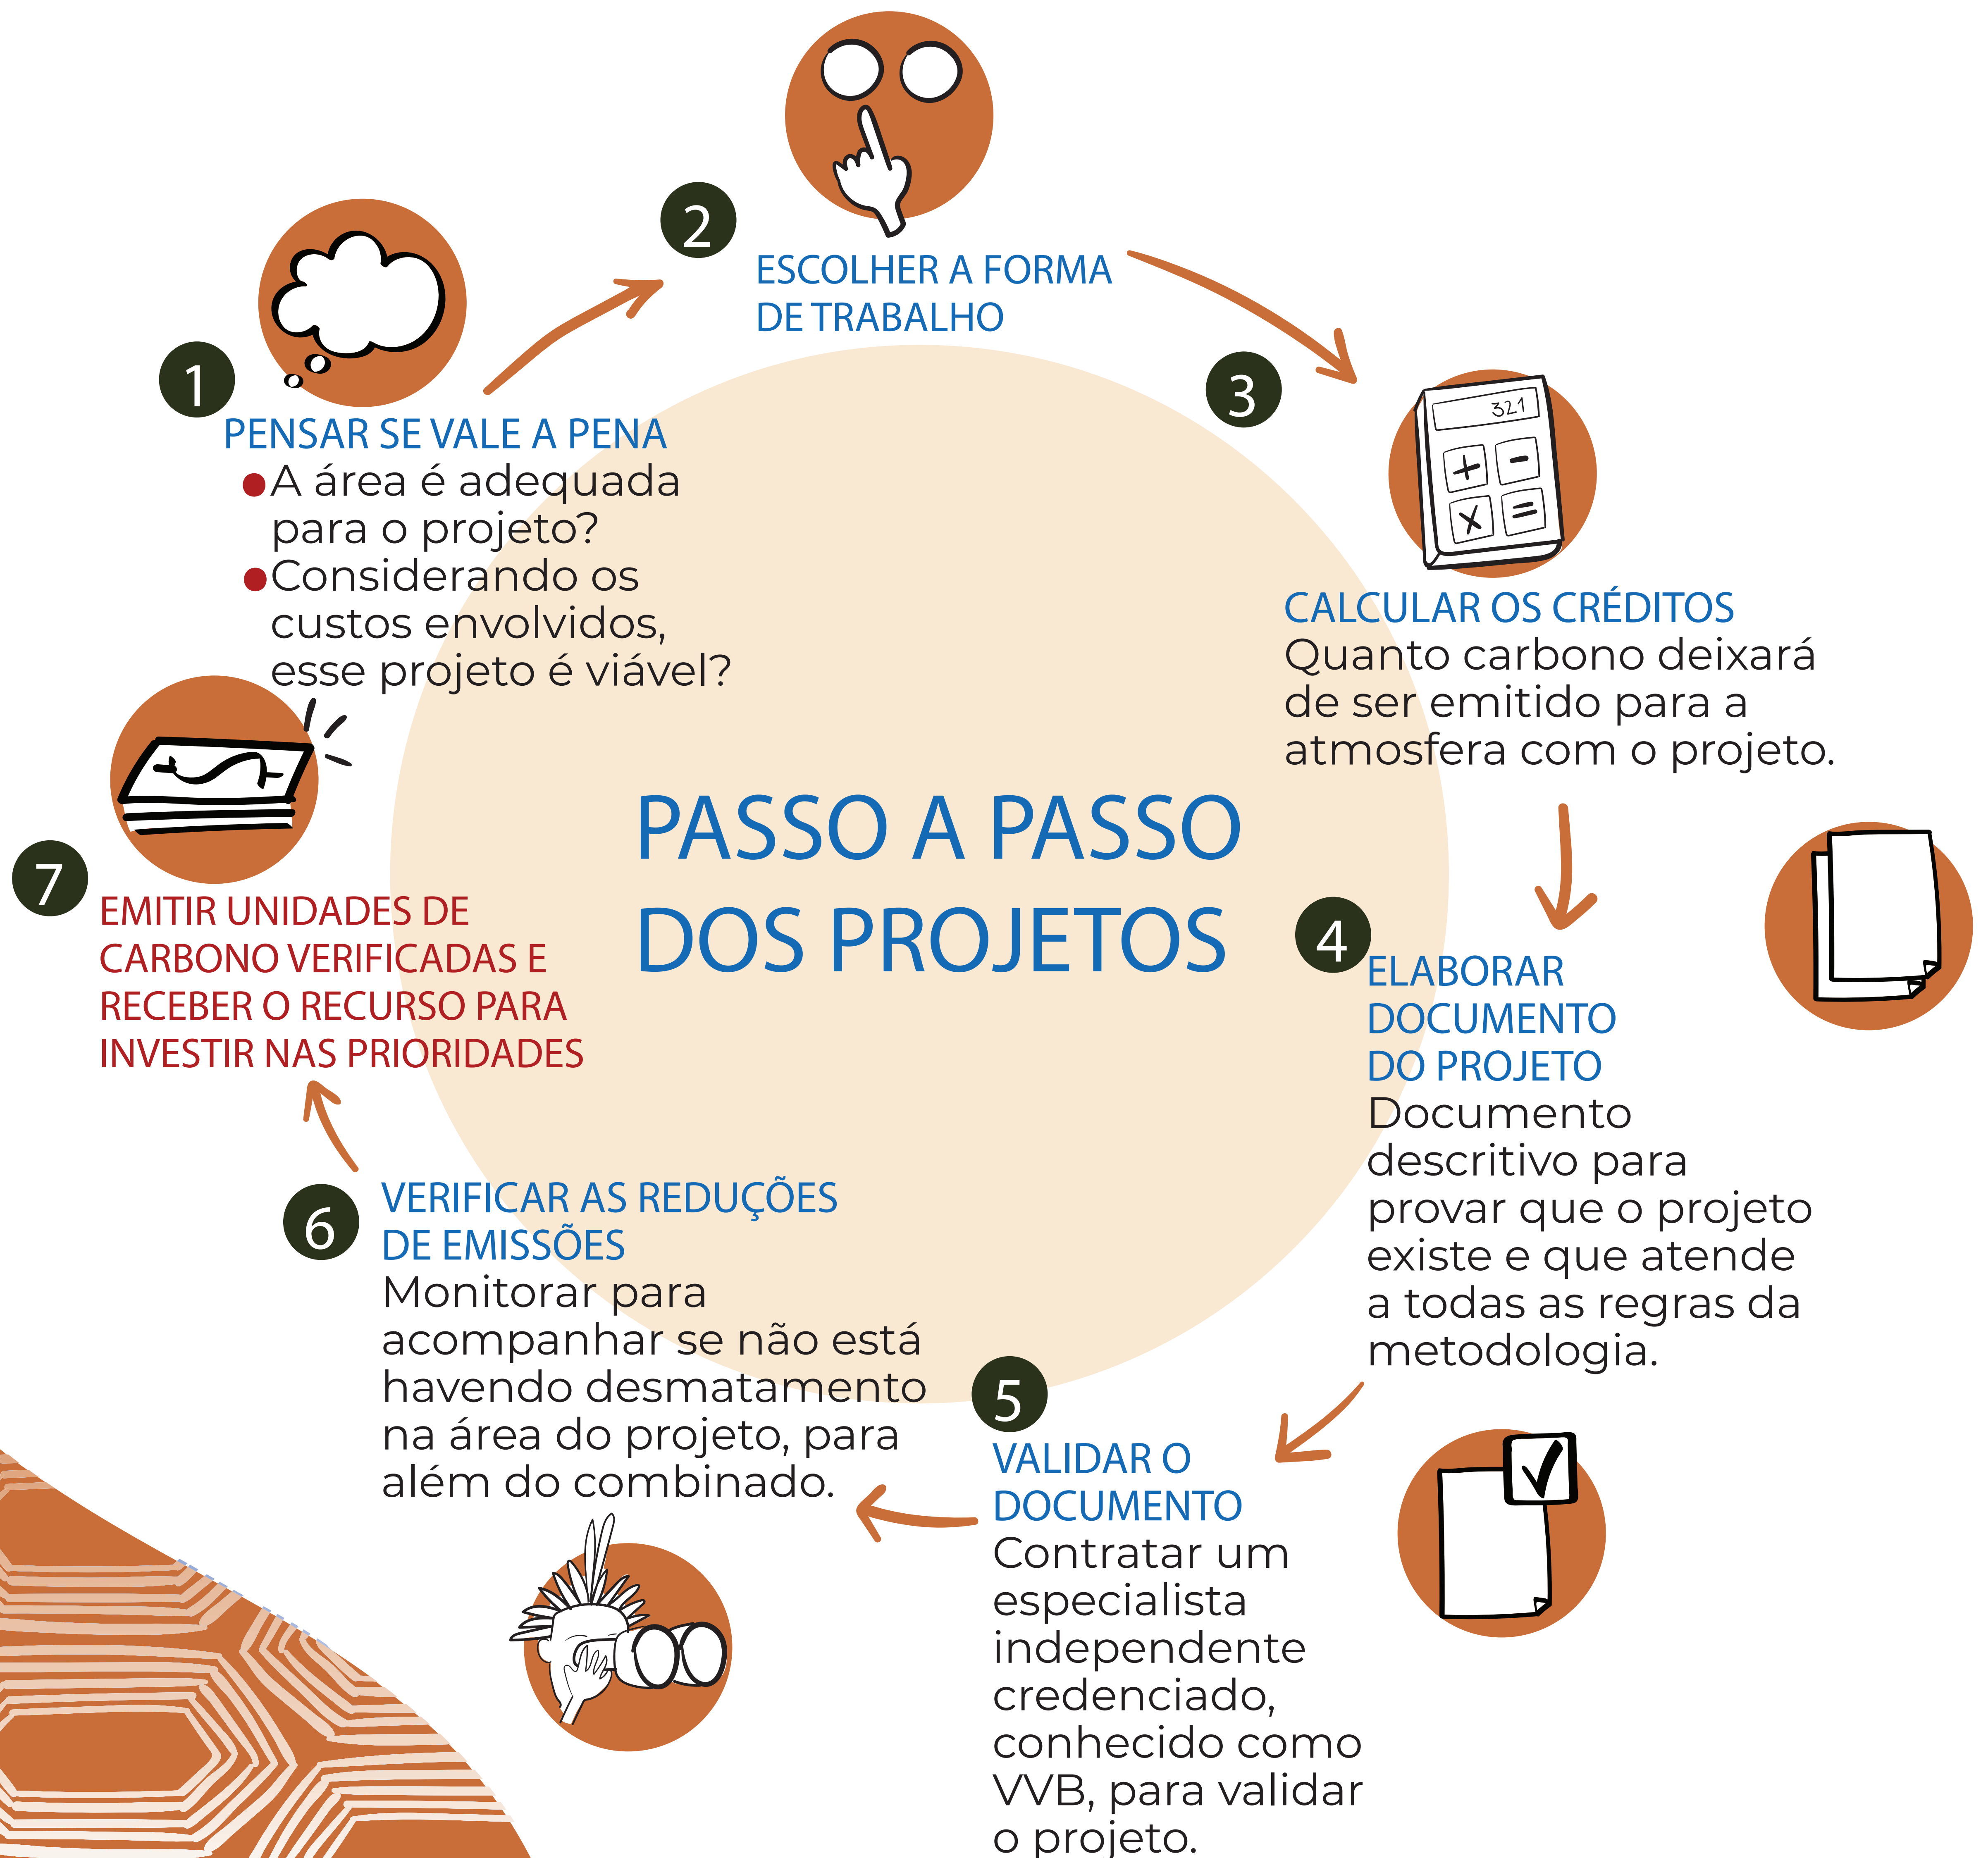 PASSO A PASSO
DOS PROJETOS
1
PENSAR SE VALE A PENA
●A área é adequada
para o projeto?
●Considerando os
custos envolvidos,
esse projeto é viável?
2
ESCOLHER A FORMA
DE TRABALHO
3
321
+ -
x =
CALCULAR OS CRÉDITOS
Quanto carbono deixará
de ser emitido para a
atmosfera com o projeto.
4
ELABORAR
DOCUMENTO
DO PROJETO
Documento
descritivo para
provar que o projeto
existe e que atende
a todas as regras da
metodologia.
5
VALIDAR O
DOCUMENTO
Contratar um
especialista
independente
credenciado,
conhecido como
VVB, para validar
o projeto.
6
VERIFICAR AS REDUÇÕES
DE EMISSÕES
Monitorar para
acompanhar se não está
havendo desmatamento
na área do projeto, para
além do combinado.
7
EMITIR UNIDADES DE
CARBONO VERIFICADAS E
RECEBER O RECURSO PARA
INVESTIR NAS PRIORIDADES